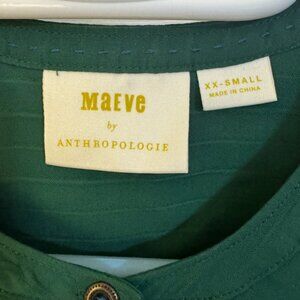 MAEVE
by
ANTHROPOLOGIE
XX-SMALL
MADE IN CHINA